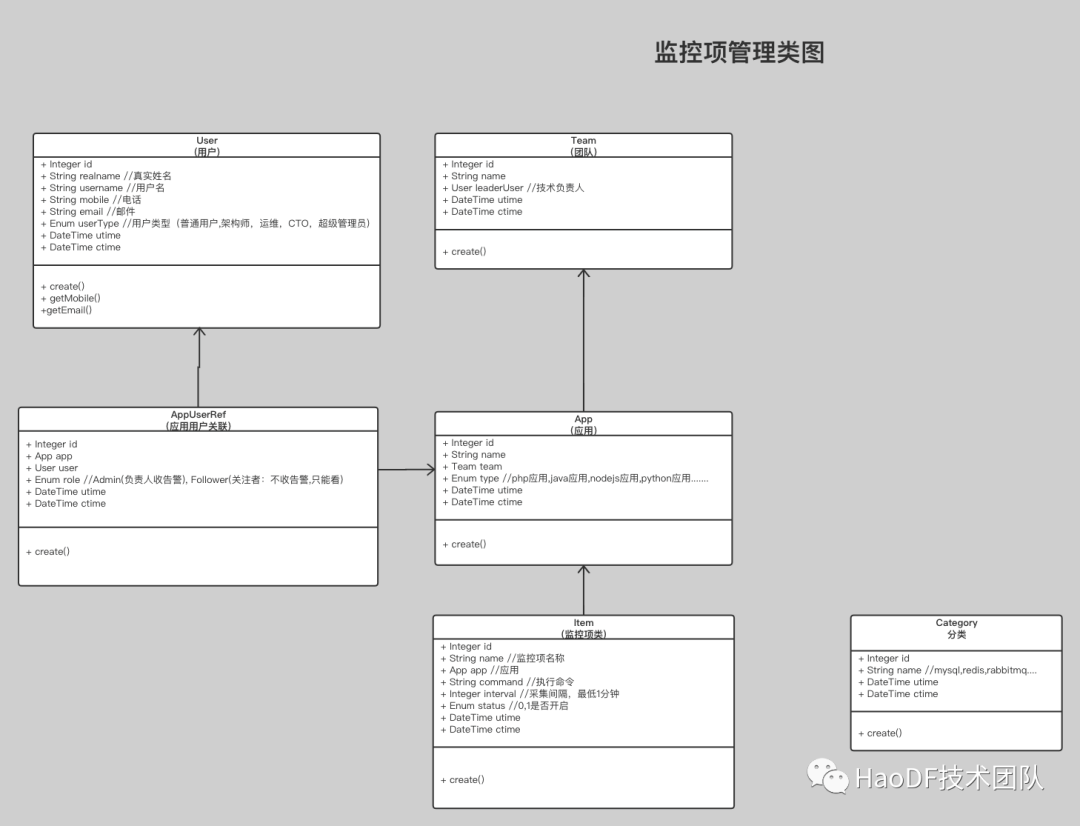 监控项管理类图
User
(用户)
+ Integer id
+ String realname //真实姓名
+ String username //用户名
+ String mobile //电话
+ String email //邮件
+ Enum userType //用户类型（普通用户,架构师，运维，CTO，超级管理员）
+ DateTime utime
+ DateTime ctime
+ create()
+ getMobile()
+getEmail()
Team
(团队)
+ Integer id
+ String name
+ User leaderUser //技术负责人
+ DateTime utime
+ DateTime ctime
+ create()
AppUserRef
(应用用户关联)
+ Integer id
+ App app
+ User user
+ Enum role //Admin(负责人收告警), Follower(关注者：不收告警,只能看)
+ DateTime utime
+ DateTime ctime
+ create()
App
(应用)
+ Integer id
+ String name
+ Team team
+ Enum type //php应用,java应用,nodejs应用,python应用.......
+ DateTime utime
+ DateTime ctime
+ create()
Item
(监控项类)
+ Integer id
+ String name //监控项名称
+ App app //应用
+ String command //执行命令
+ Integer interval //采集间隔，最低1分钟
+ Enum status //0,1是否开启
+ DateTime utime
+ DateTime ctime
+ create()
Category
分类
+ Integer id
+ String name //mysql,redis,rabbitmq....
+ DateTime utime
+ DateTime ctime
+ create()
HaoDF技术团队